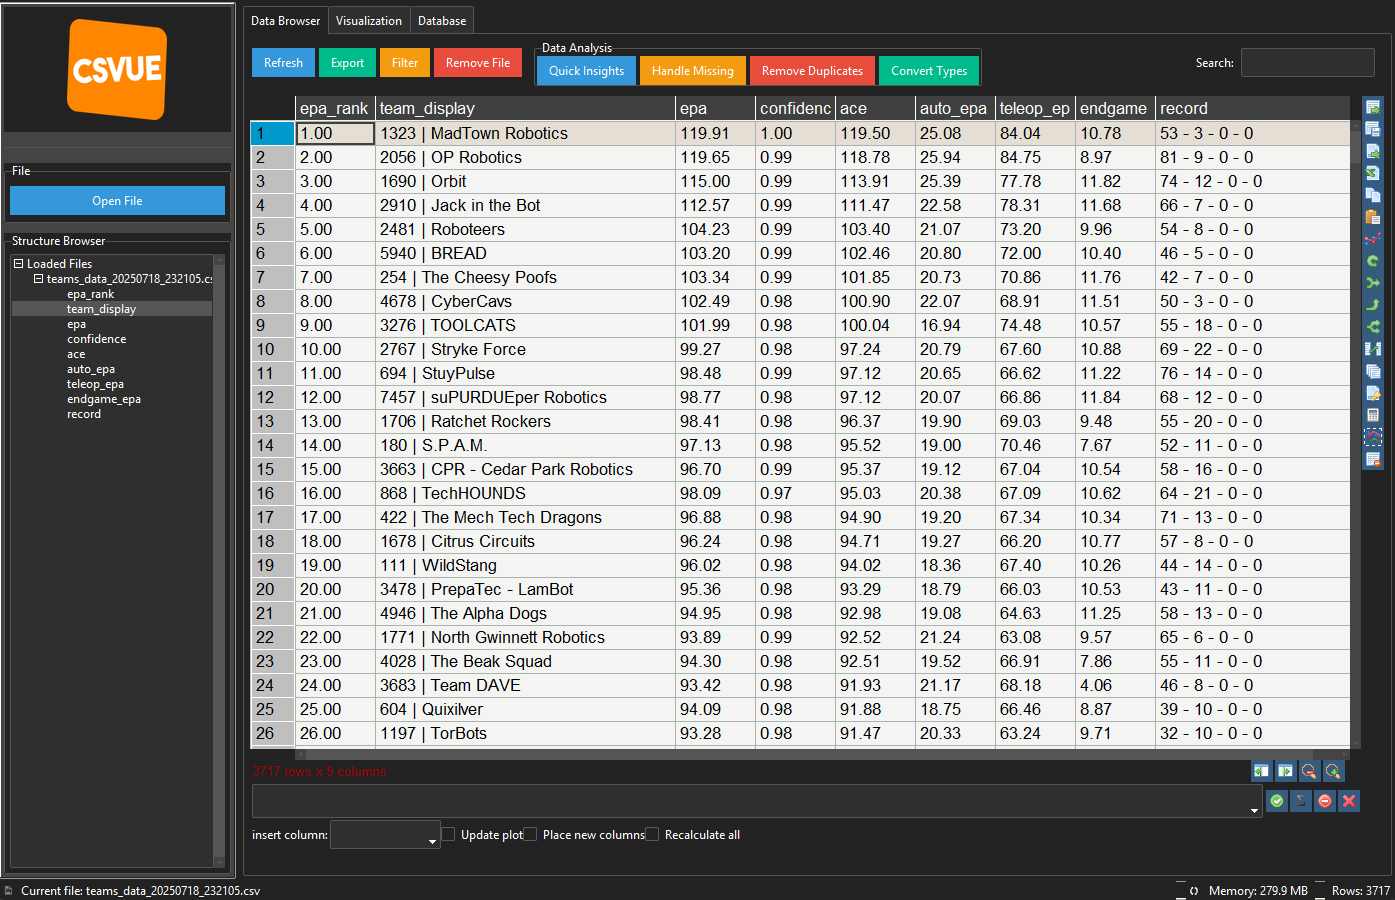 CSVUE
File
Open File
Structure Browser
Loaded Files
teams_data_20250718_232105.cs
epa_rank
team_display
epa
confidence
ace
auto_epa
teleop_epa
endgame_epa
record
Data Browser Visualization Database
Refresh Export Filter Remove File
Data Analysis
Quick Insights Handle Missing Remove Duplicates Convert Types
Search:
epa_rank team_display epa confidenc ace auto_epa teleop_ep endgame record
1 1.00 1323 | MadTown Robotics 119.91 1.00 119.50 25.08 84.04 10.78 53 - 3 - 0 - 0
2 2.00 2056 | OP Robotics 119.65 0.99 118.78 25.94 84.75 8.97 81 - 9 - 0 - 0
3 3.00 1690 | Orbit 115.00 0.99 113.91 25.39 77.78 11.82 74 - 12 - 0 - 0
4 4.00 2910 | Jack in the Bot 112.57 0.99 111.47 22.58 78.31 11.68 66 - 7 - 0 - 0
5 5.00 2481 | Roboteers 104.23 0.99 103.40 21.07 73.20 9.96 54 - 8 - 0 - 0
6 6.00 5940 | BREAD 103.20 0.99 102.46 20.80 72.00 10.40 46 - 5 - 0 - 0
7 7.00 254 | The Cheesy Poofs 103.34 0.99 101.85 20.73 70.86 11.76 42 - 7 - 0 - 0
8 8.00 4678 | CyberCavs 102.49 0.98 100.90 22.07 68.91 11.51 50 - 3 - 0 - 0
9 9.00 3276 | TOOLCATS 101.99 0.98 100.04 16.94 74.48 10.57 55 - 18 - 0 - 0
10 10.00 2767 | Stryke Force 99.27 0.98 97.24 20.79 67.60 10.88 69 - 22 - 0 - 0
11 11.00 694 | StuyPulse 98.48 0.99 97.12 20.65 66.62 11.22 76 - 14 - 0 - 0
12 12.00 7457 | suPURDUEper Robotics 98.77 0.98 97.12 20.07 66.86 11.84 68 - 12 - 0 - 0
13 13.00 1706 | Ratchet Rockers 98.41 0.98 96.37 19.90 69.03 9.48 55 - 20 - 0 - 0
14 14.00 180 | S.P.A.M. 97.13 0.98 95.52 19.00 70.46 7.67 52 - 11 - 0 - 0
15 15.00 3663 | CPR - Cedar Park Robotics 96.70 0.99 95.37 19.12 67.04 10.54 58 - 16 - 0 - 0
16 16.00 868 | TechHOUNDS 98.09 0.97 95.03 20.38 67.09 10.62 64 - 21 - 0 - 0
17 17.00 422 | The Mech Tech Dragons 96.88 0.98 94.90 19.20 67.34 10.34 71 - 13 - 0 - 0
18 18.00 1678 | Citrus Circuits 96.24 0.98 94.71 19.27 66.20 10.77 57 - 8 - 0 - 0
19 19.00 111 | WildStang 96.02 0.98 94.02 18.36 67.40 10.26 44 - 14 - 0 - 0
20 20.00 3478 | PrepaTec - LamBot 95.36 0.98 93.29 18.79 66.03 10.53 43 - 11 - 0 - 0
21 21.00 4946 | The Alpha Dogs 94.95 0.98 92.98 19.08 64.63 11.25 58 - 13 - 0 - 0
22 22.00 1771 | North Gwinnett Robotics 93.89 0.99 92.52 21.24 63.08 9.57 65 - 6 - 0 - 0
23 23.00 4028 | The Beak Squad 94.30 0.98 92.51 19.52 66.91 7.86 55 - 11 - 0 - 0
24 24.00 3683 | Team DAVE 93.42 0.98 91.93 21.17 68.18 4.06 46 - 8 - 0 - 0
25 25.00 604 | Quixilver 94.09 0.98 91.88 18.75 66.46 8.87 39 - 10 - 0 - 0
26 26.00 1197 | TorBots 93.28 0.98 91.47 20.33 63.24 9.71 32 - 10 - 0 - 0
3717 rows x 9 columns
insert column: Update plot Place new columns Recalculate all
Current file: teams_data_20250718_232105.csv
Memory: 279.9 MB Rows: 3717